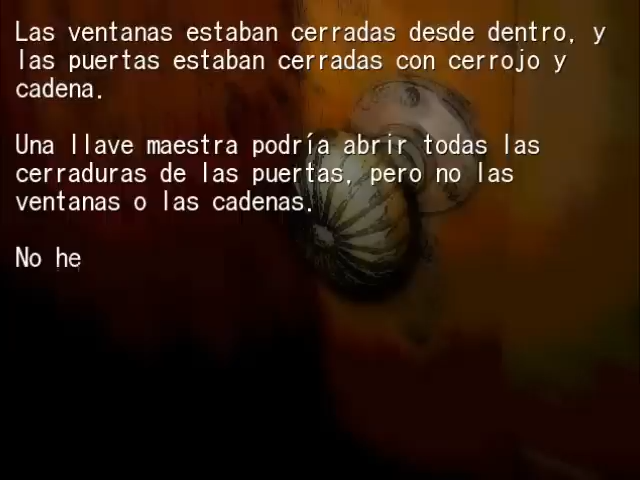 Las ventanas estaban cerradas desde dentro, y
las puertas estaban cerradas con cerrojo y
cadena.
Una llave maestra podría abrir todas las
cerraduras de las puertas, pero no las
ventanas o las cadenas.
No he